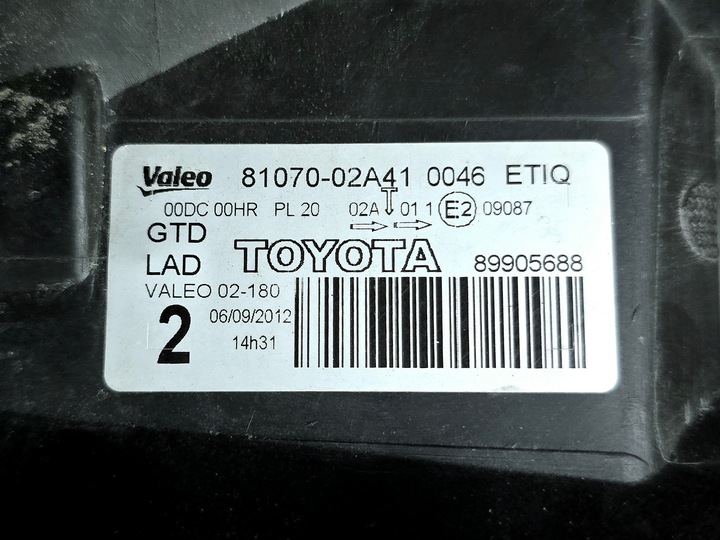 Valeo 81070-02A41 0046 ETIQ
00DC 00HR PL 20 02A 01 1 E2 09087
GTD
LAD TOYOTA 89905688
VALEO 02-180
2 06/09/2012
14h31